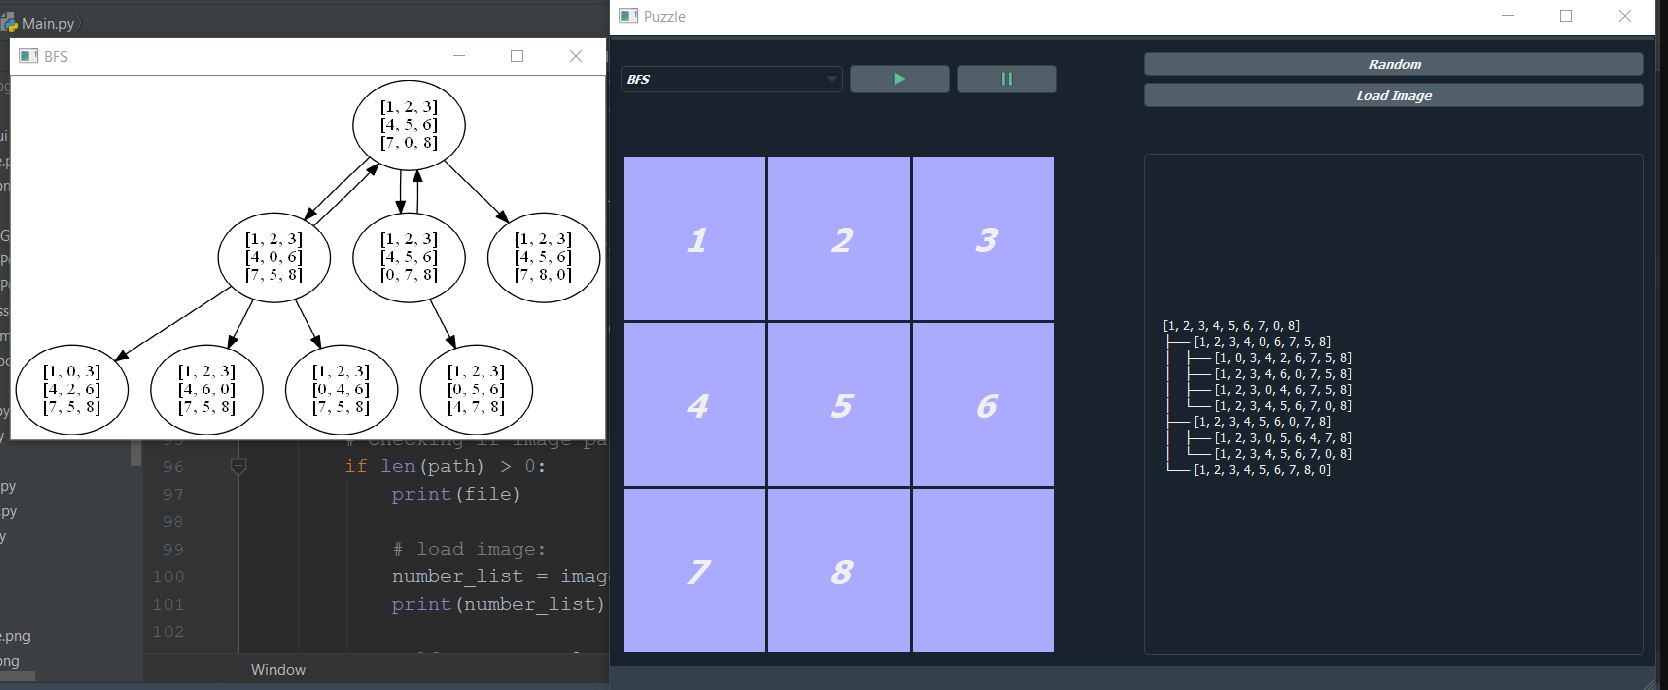 Main.py
BFS
[1, 2, 3]
[4, 5, 6]
[7, 0, 8]
[1, 2, 3]
[4, 0, 6]
[7, 5, 8]
[1, 2, 3]
[4, 5, 6]
[0, 7, 8]
[1, 2, 3]
[4, 5, 6]
[7, 8, 0]
[1, 0, 3]
[4, 2, 6]
[7, 5, 8]
[1, 2, 3]
[4, 6, 0]
[7, 5, 8]
[1, 2, 3]
[0, 4, 6]
[7, 5, 8]
[1, 2, 3]
[0, 5, 6]
[4, 7, 8]
96 if len(path) > 0:
97 print(file)
98
99 # load image:
100 number_list = imag
101 print(number_list)
102
py
.py
y
.png
png
Window
Puzzle
BFS
Random
Load Image
1 2 3
4 5 6
7 8
[1, 2, 3, 4, 5, 6, 7, 0, 8]
├── [1, 2, 3, 4, 0, 6, 7, 5, 8]
│ ├── [1, 0, 3, 4, 2, 6, 7, 5, 8]
│ ├── [1, 2, 3, 4, 6, 0, 7, 5, 8]
│ ├── [1, 2, 3, 0, 4, 6, 7, 5, 8]
│ └── [1, 2, 3, 4, 5, 6, 7, 0, 8]
├── [1, 2, 3, 4, 5, 6, 0, 7, 8]
│ ├── [1, 2, 3, 0, 5, 6, 4, 7, 8]
│ └── [1, 2, 3, 4, 5, 6, 7, 0, 8]
└── [1, 2, 3, 4, 5, 6, 7, 8, 0]